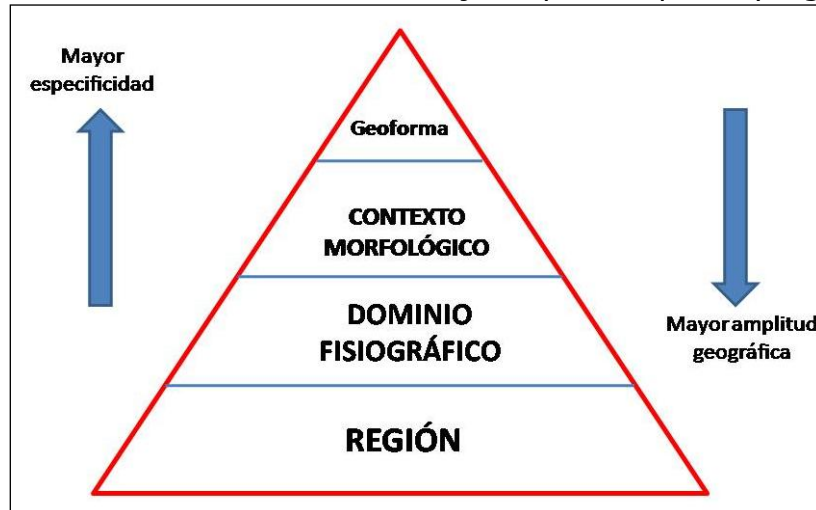 Mayor
especificidad
Geoforma
CONTEXTO
MORFOLÓGICO
DOMINIO
FISIOGRÁFICO
REGIÓN
Mayor amplitud
geográfica